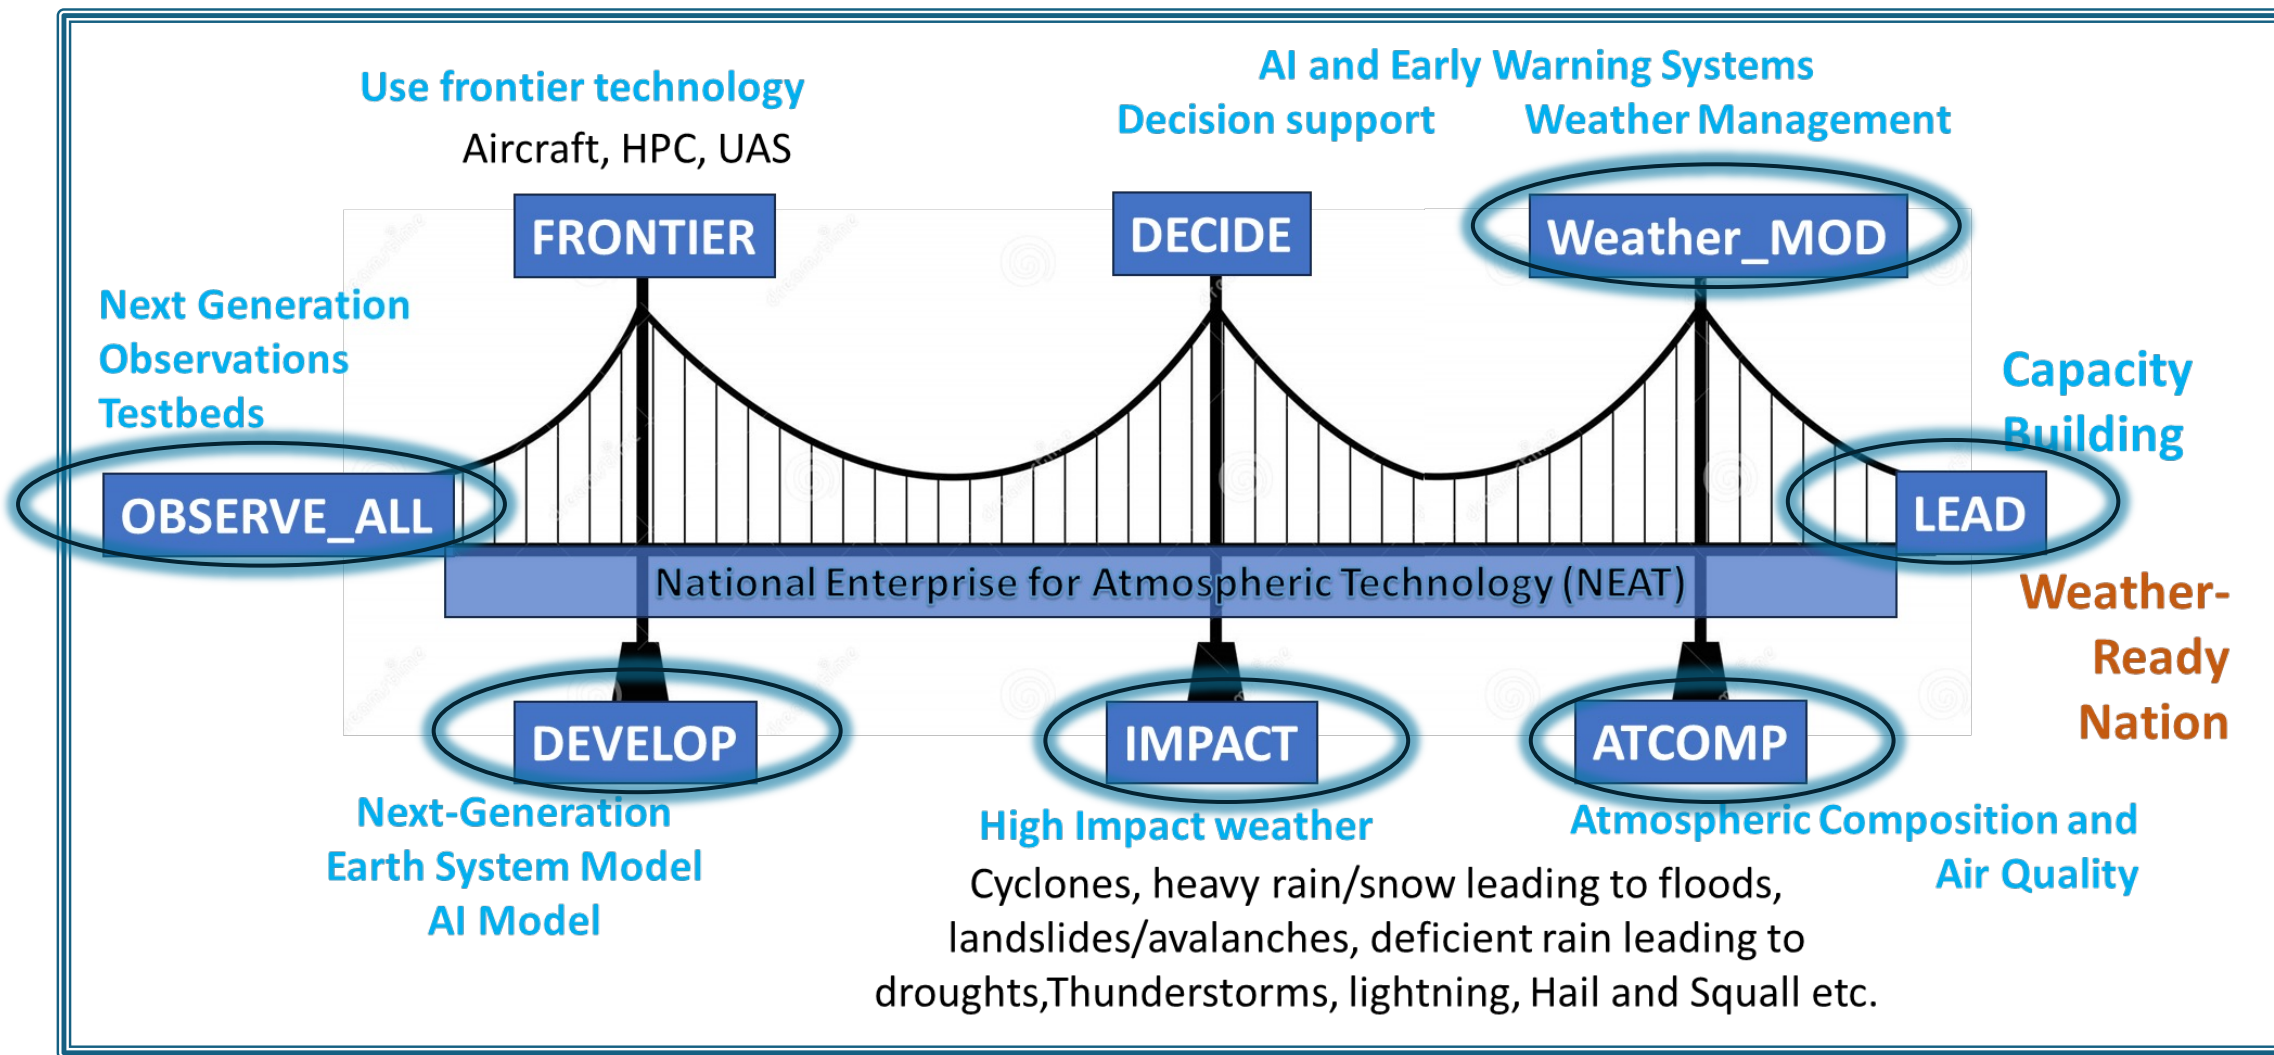 Use frontier technology
Aircraft, HPC, UAS
AI and Early Warning Systems
Decision support
Weather Management
FRONTIER
DECIDE
Weather_MOD
Next Generation
Observations
Testbeds
Capacity
Building
OBSERVE_ALL
LEAD
National Enterprise for Atmospheric Technology (NEAT)
Weather-
Ready
Nation
DEVELOP
IMPACT
ATCOMP
Next-Generation
Earth System Model
AI Model
High Impact weather
Cyclones, heavy rain/snow leading to floods,
landslides/avalanches, deficient rain leading to
droughts,Thunderstorms, lightning, Hail and Squall etc.
Atmospheric Composition and
Air Quality